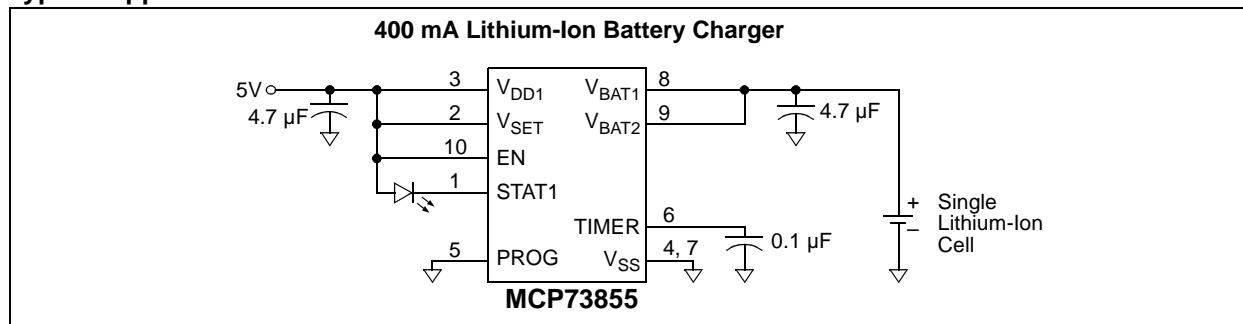 400 mA Lithium-Ion Battery Charger
5V
4.7 µF
3
VDD1
2
VSET
10
EN
1
STAT1
5
PROG
VBAT1
8
VBAT2
9
4.7 µF
TIMER
6
0.1 µF
VSS
4, 7
+
–
Single
Lithium-Ion
Cell
MCP73855